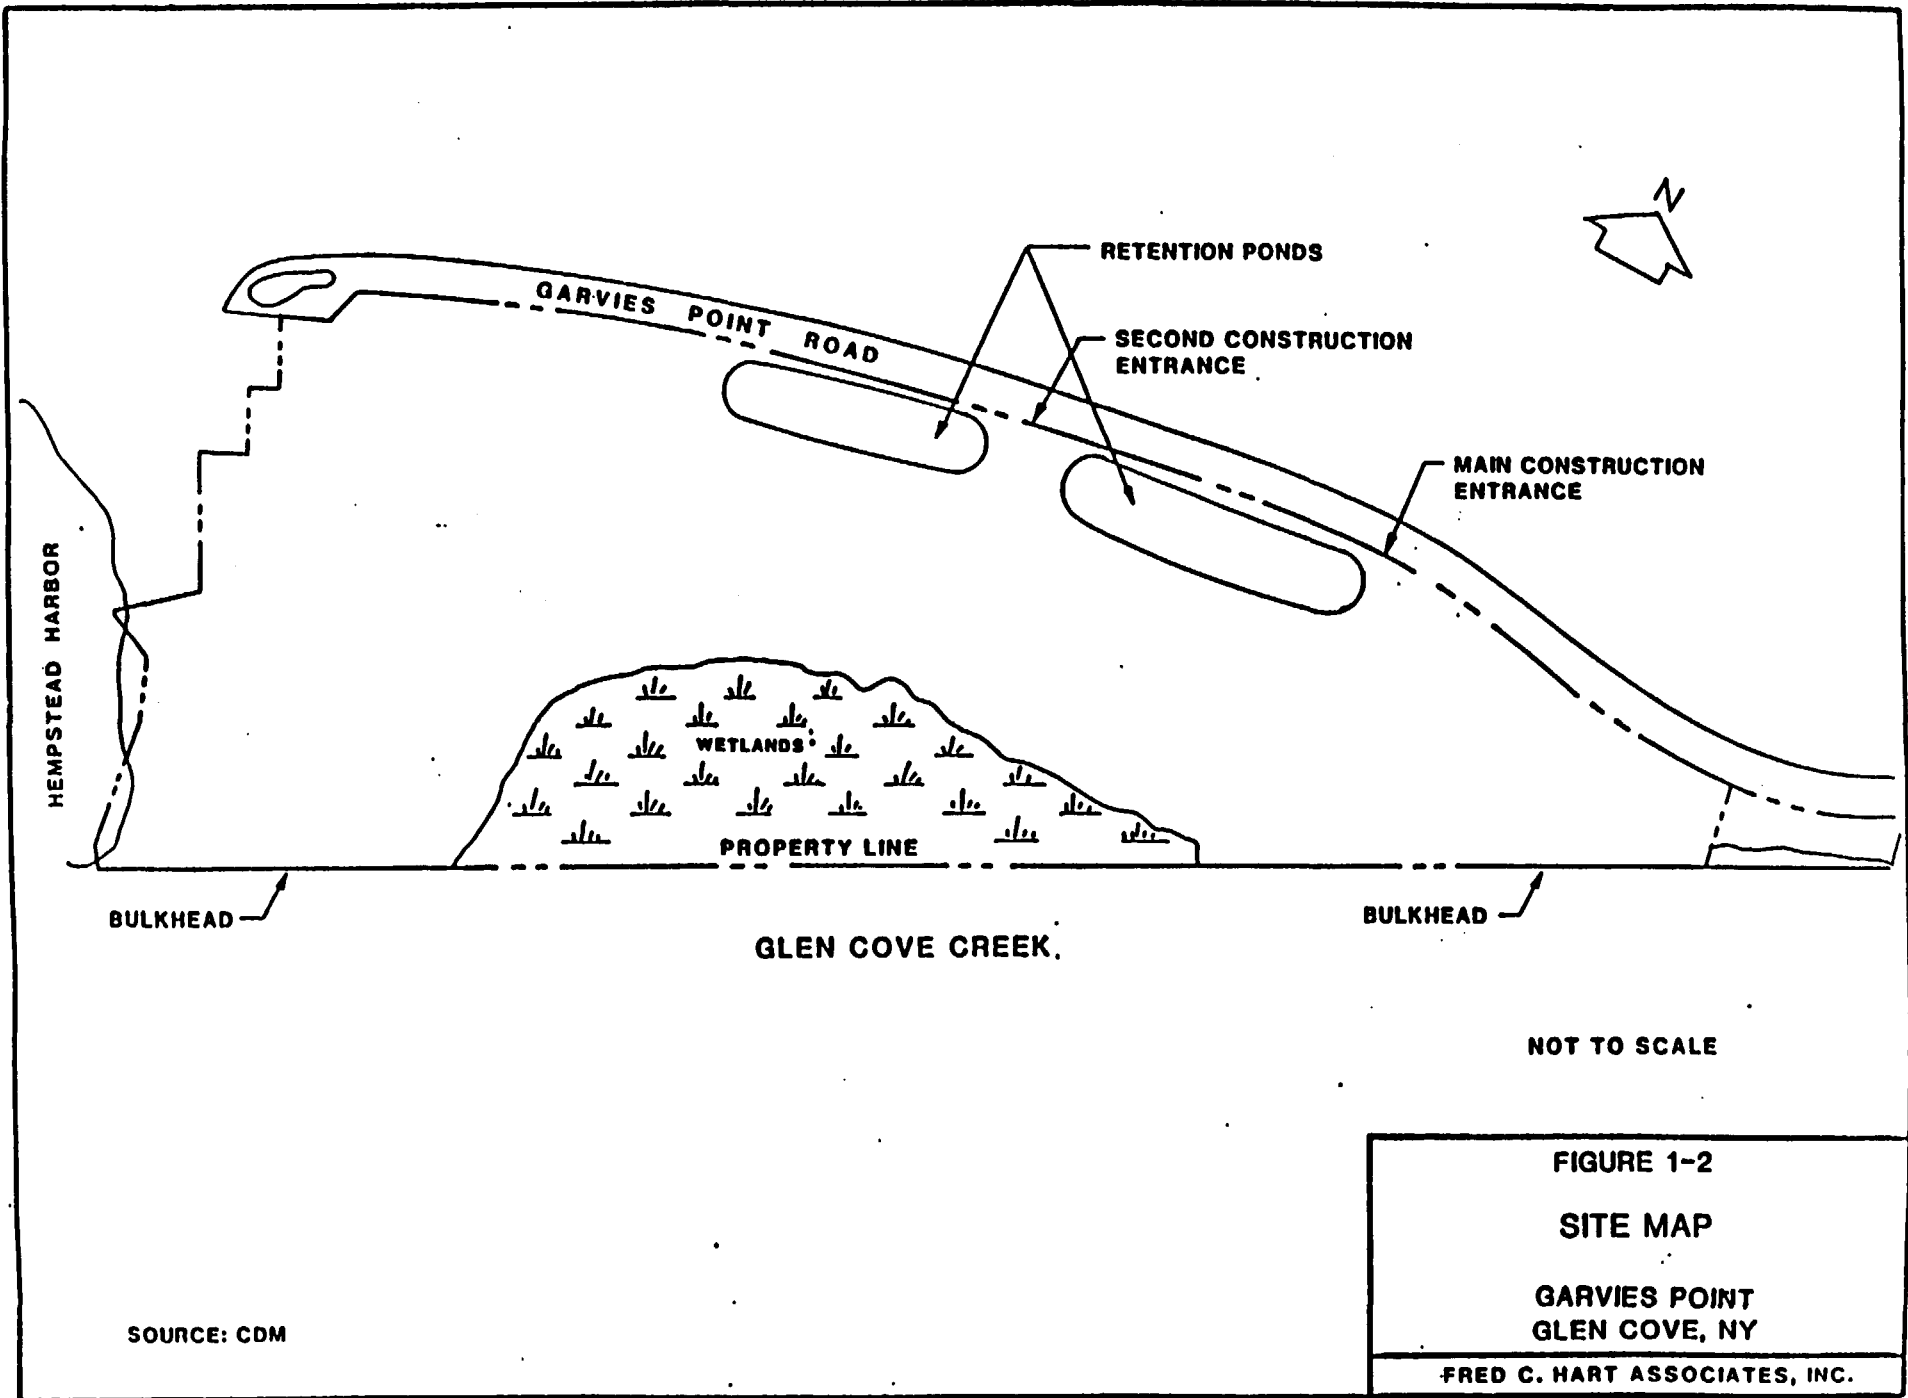 N
RETENTION PONDS
GARVIES POINT ROAD
SECOND CONSTRUCTION
ENTRANCE
MAIN CONSTRUCTION
ENTRANCE
HEMPSTEAD HARBOR
WETLANDS
PROPERTY LINE
BULKHEAD
BULKHEAD
GLEN COVE CREEK
NOT TO SCALE
FIGURE 1-2
SITE MAP
GARVIES POINT
GLEN COVE, NY
FRED C. HART ASSOCIATES, INC.
SOURCE: CDM